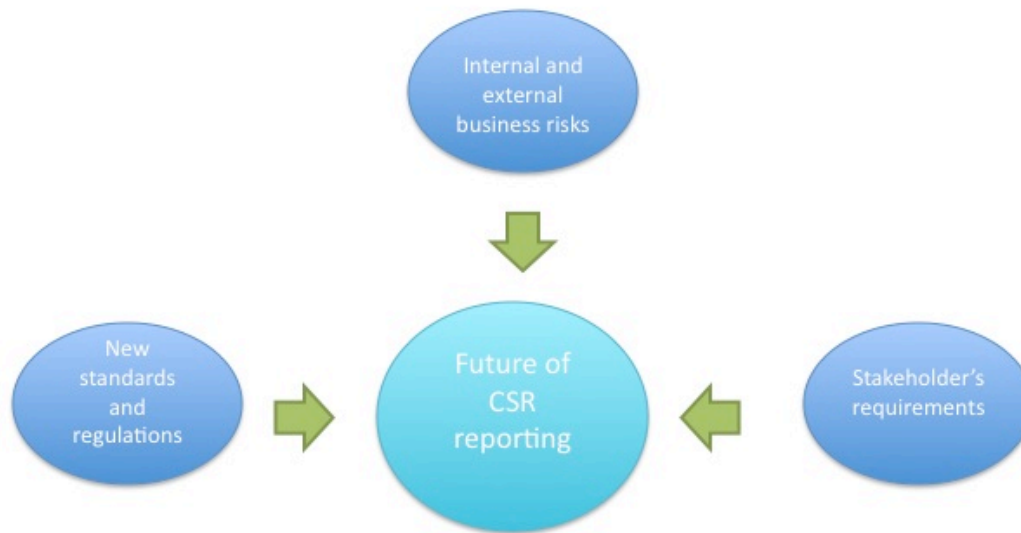 Internal and
external
business risks
New
standards
and
regulations
Future of
CSR
reporting
Stakeholder's
requirements